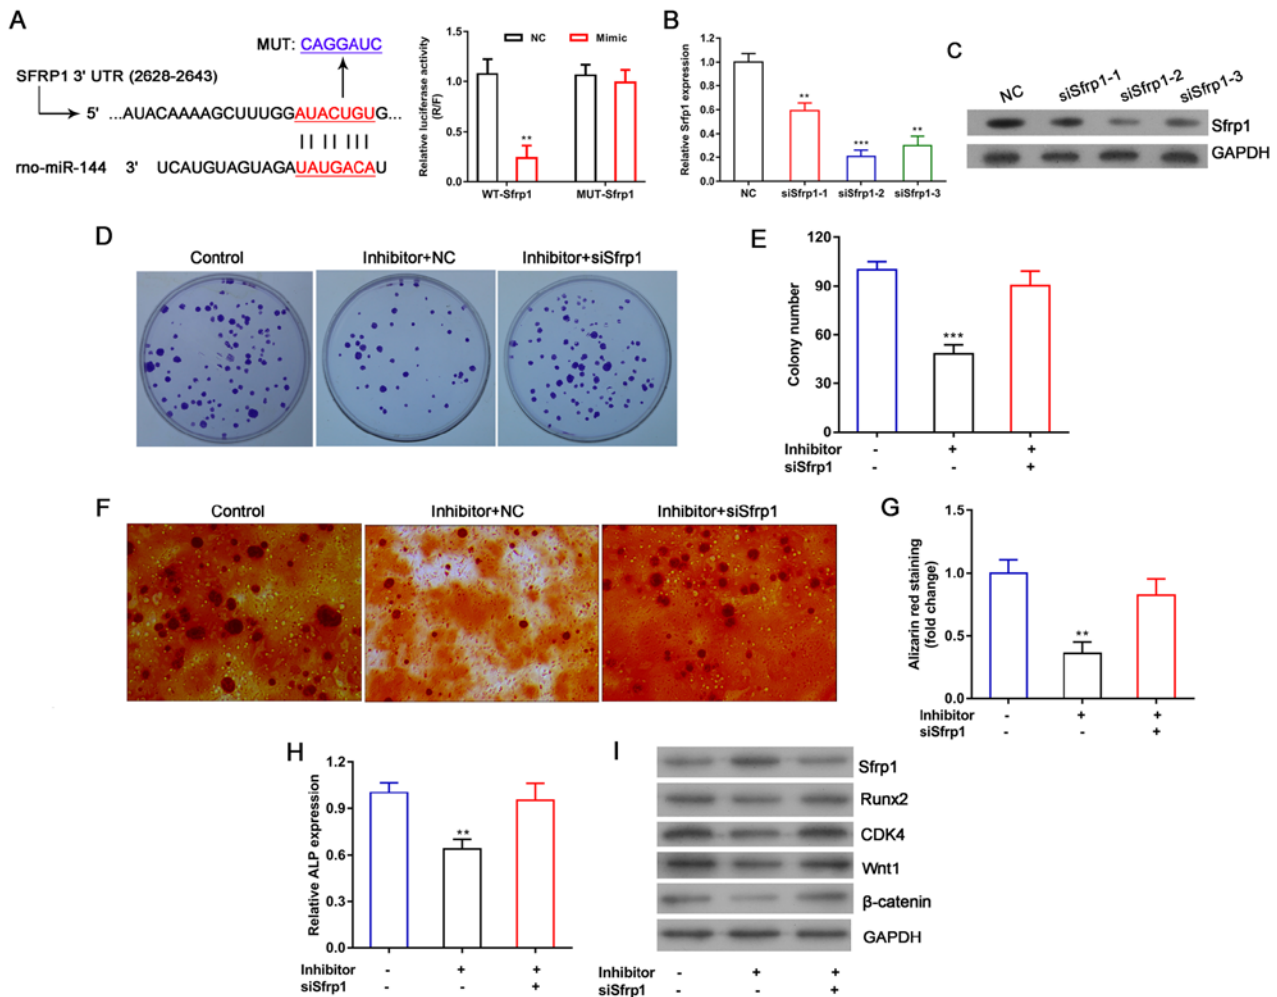 A
MUT: CAGGAUC
SFRP1 3' UTR (2628-2643)
5' ...AUACAAAAGCUUUGGAUACUGUG...
rno-miR-144 3' UCAUGUAGUAGAUAUGACAU
Relative luciferase activity
(R/F)
1.5
1.0
0.5
0.0
NC
Mimic
**
WT-Sfrp1
MUT-Sfrp1
B
Relative Srfp1 expression
1.2
1.0
0.8
0.6
0.4
0.2
0.0
**
***
**
NC
siSfrp1-1
siSfrp1-2
siSfrp1-3
C
NC
siSfrp1-1
siSfrp1-2
siSfrp1-3
Sfrp1
GAPDH
D
Control
Inhibitor+NC
Inhibitor+siSfrp1
E
Colony number
120
90
60
30
0
***
Inhibitor - + +
siSfrp1 - - +
F
Control
Inhibitor+NC
Inhibitor+siSfrp1
G
Alizarin red staining
(fold change)
1.5
1.0
0.5
0.0
**
Inhibitor - + +
siSfrp1 - - +
H
Relative ALP expression
1.2
0.9
0.6
0.3
0.0
**
Inhibitor - + +
siSfrp1 - - +
I
Sfrp1
Runx2
CDK4
Wnt1
β-catenin
GAPDH
Inhibitor - + +
siSfrp1 - - +